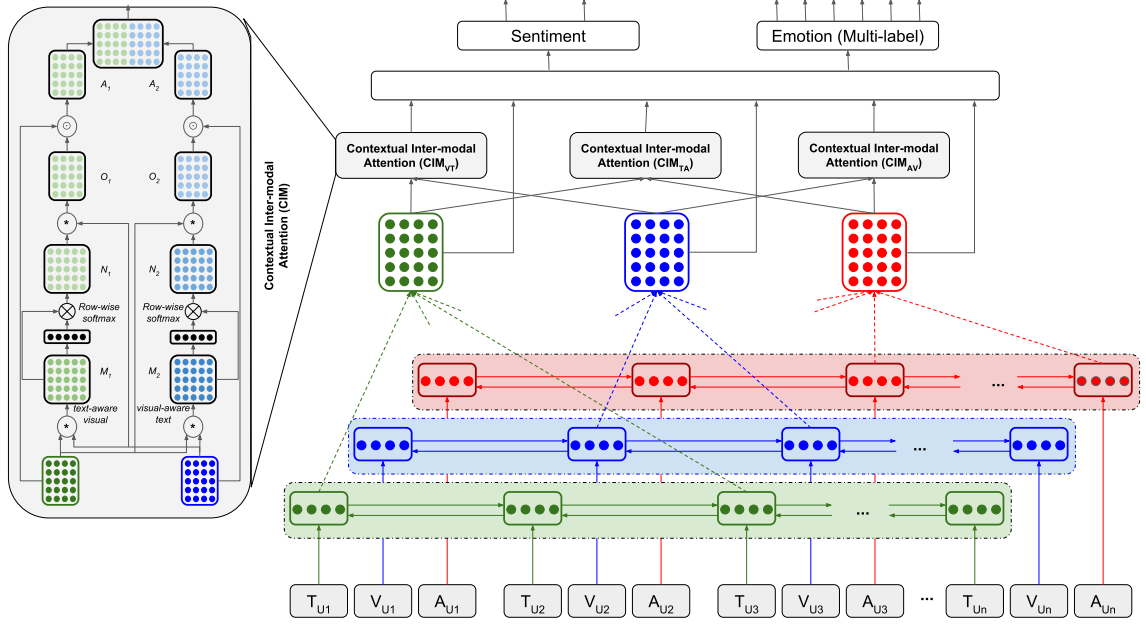 Sentiment
Emotion (Multi-label)
A1
A2
Contextual Inter-modal
Attention (CIMVT)
Contextual Inter-modal
Attention (CIMTA)
Contextual Inter-modal
Attention (CIMAV)
O1
O2
*
*
Contextual Inter-modal
Attention (CIM)
N1
N2
Row-wise
softmax
Row-wise
softmax
M1
M2
text-aware
visual
visual-aware
text
*
*
...
...
...
TU1
VU1
AU1
TU2
VU2
AU2
TU3
VU3
AU3
...
TUn
VUn
AUn